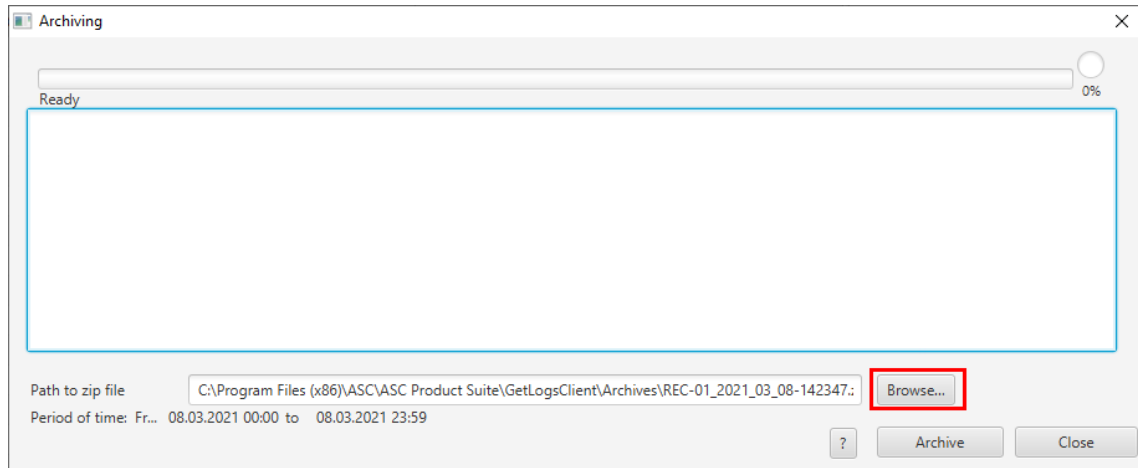 Archiving
Ready
0%
Path to zip file C:\Program Files (x86)\ASC\ASC Product Suite\GetLogsClient\Archives\REC-01_2021_03_08-142347.: Browse...
Period of time: Fr... 08.03.2021 00:00 to 08.03.2021 23:59
? Archive Close